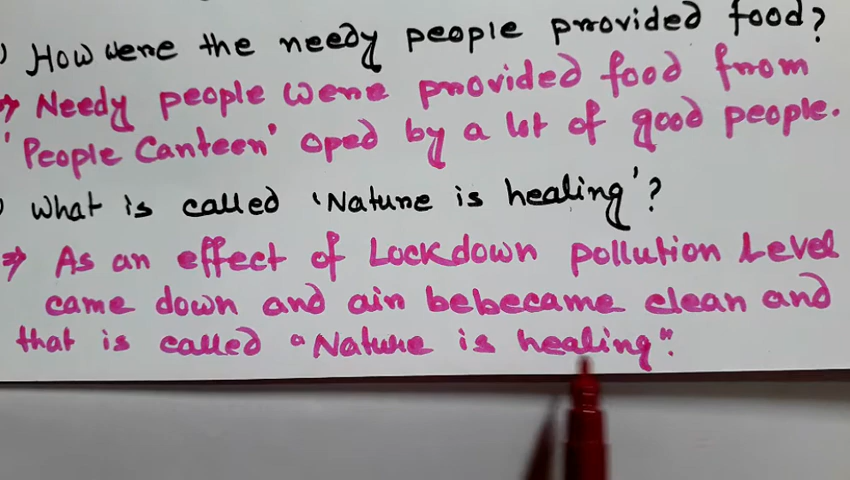 ) How were the needy people provided food?
⇒ Needy people were provided food from
'People Canteen' oped by a lot of good people.
) What is called 'Nature is healing'?
⇒ As an effect of Lockdown pollution Level
came down and air bebecame clean and
that is called "Nature is healing".